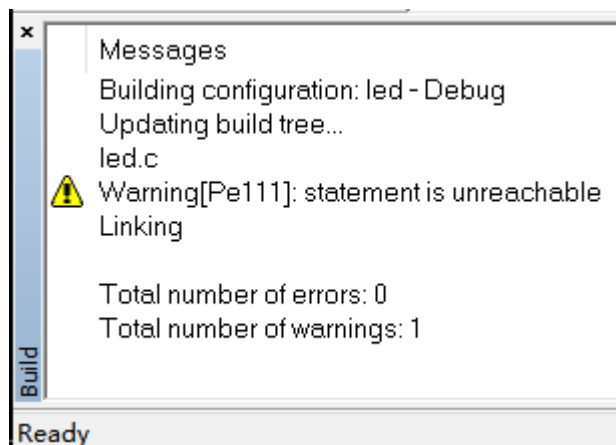 Messages
Building configuration: led - Debug
Updating build tree...
led.c
Warning[Pe111]: statement is unreachable
Linking
Total number of errors: 0
Total number of warnings: 1
Build
Ready